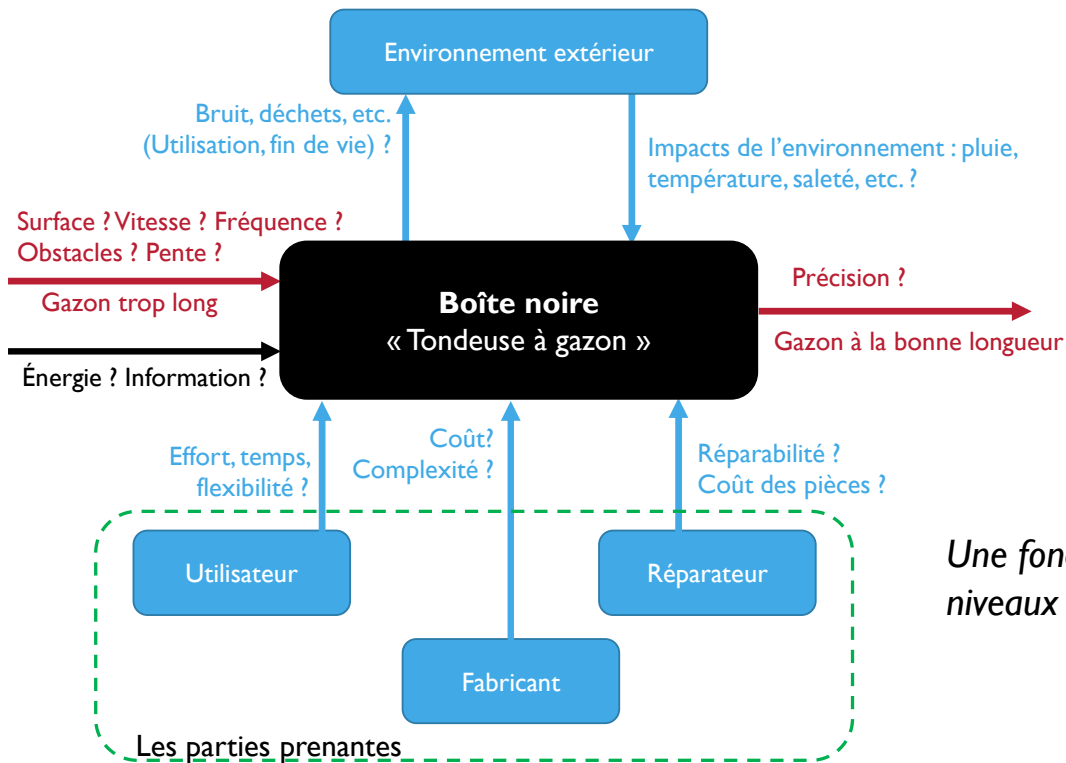 Environnement extérieur
Bruit, déchets, etc.
(Utilisation, fin de vie) ?
Impacts de l'environnement : pluie,
température, saleté, etc. ?
Surface ? Vitesse ? Fréquence ?
Obstacles ? Pente ?
Gazon trop long
Énergie ? Information ?
Boîte noire
« Tondeuse à gazon »
Précision ?
Gazon à la bonne longueur
Effort, temps,
flexibilité ?
Coût?
Complexité ?
Réparabilité ?
Coût des pièces ?
Utilisateur
Réparateur
Fabricant
Les parties prenantes
Une fon
niveaux